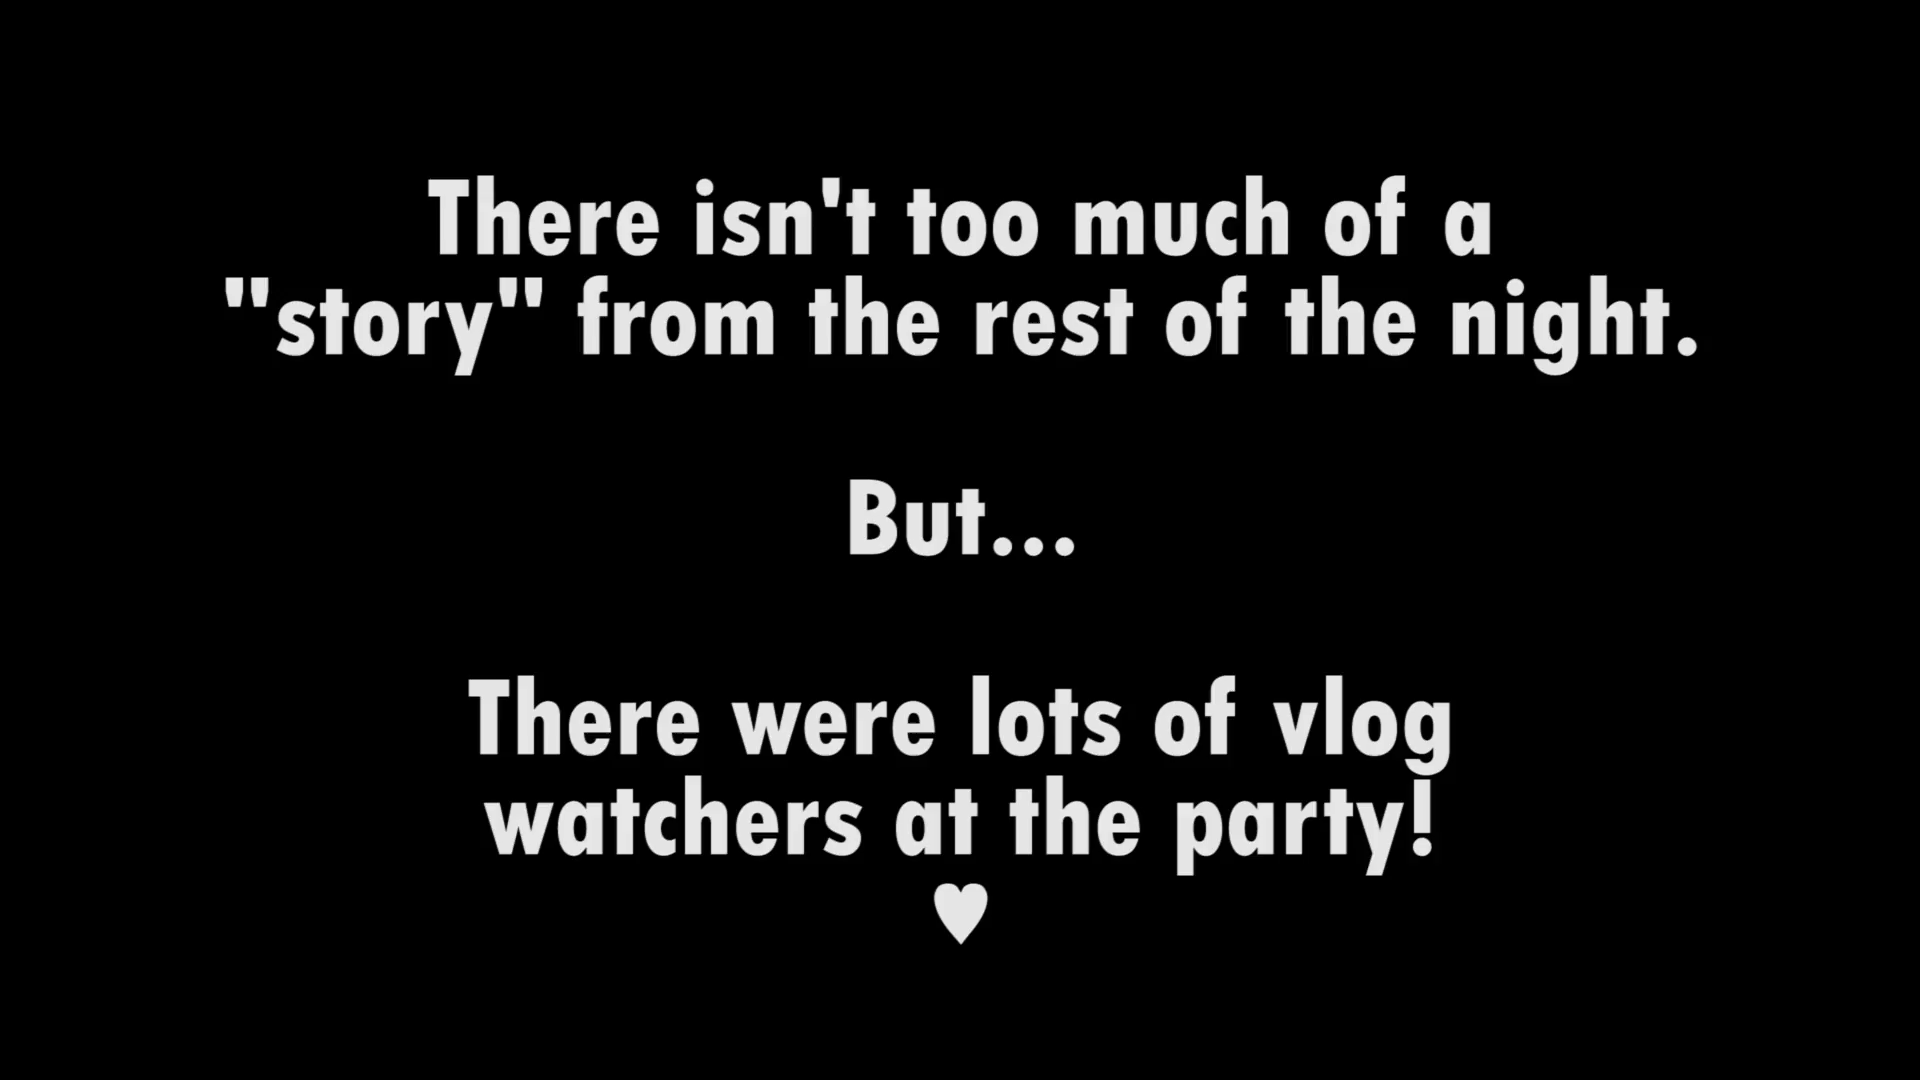 There isn't too much of a
"story" from the rest of the night.
But...
There were lots of vlog
watchers at the party!
♥